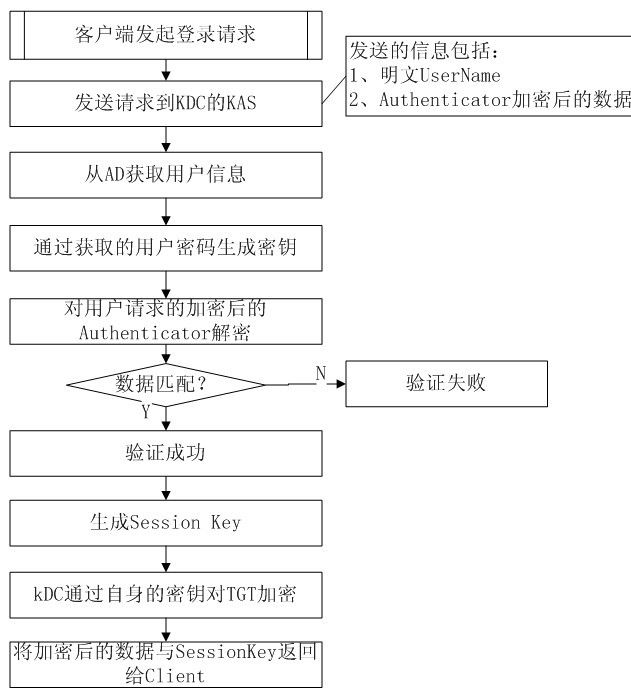 客户端发起登录请求
发送的信息包括：
1、明文UserName
2、Authenticator加密后的数据
发送请求到KDC的KAS
从AD获取用户信息
通过获取的用户密码生成密钥
对用户请求的加密后的
Authenticator解密
数据匹配？
N
验证失败
Y
验证成功
生成Session Key
kDC通过自身的密钥对TGT加密
将加密后的数据与SessionKey返回
给Client